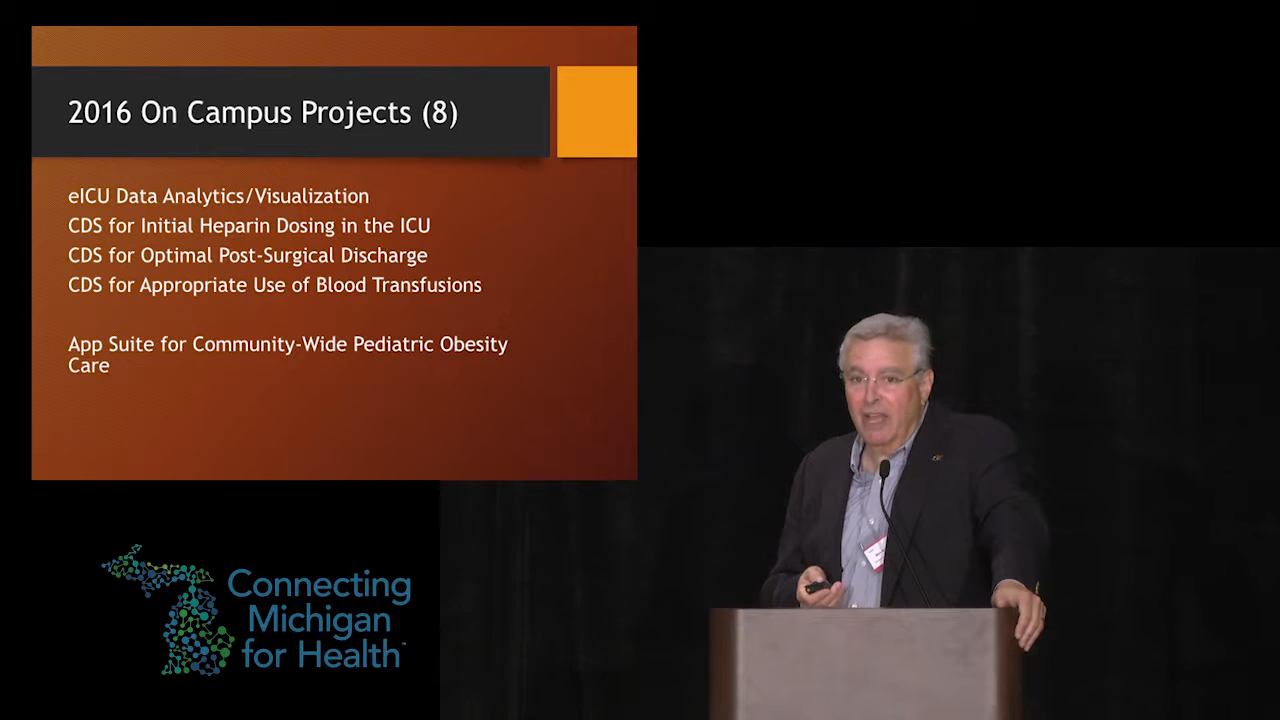 2016 On Campus Projects (8)
eICU Data Analytics/Visualization
CDS for Initial Heparin Dosing in the ICU
CDS for Optimal Post-Surgical Discharge
CDS for Appropriate Use of Blood Transfusions
App Suite for Community-Wide Pediatric Obesity
Care
Connecting
Michigan
for Health™